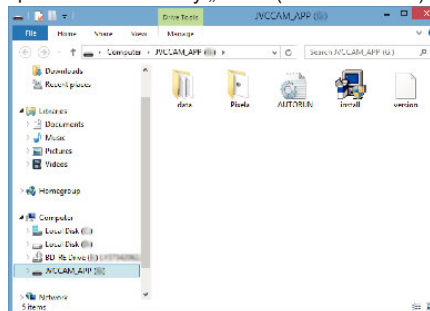 Drive Tools
JVCCAM_APP
File Home Share View Manage
Computer JVCCAM_APP
Search JVCCAM_APP (G:)
Downloads
Recent places
Libraries
Documents
Music
Pictures
Videos
Homegroup
Computer
Local Disk
Local Disk
BD-RE Drive
JVCCAM_APP
Network
data
Pixela
AUTORUN
install
version
5 items